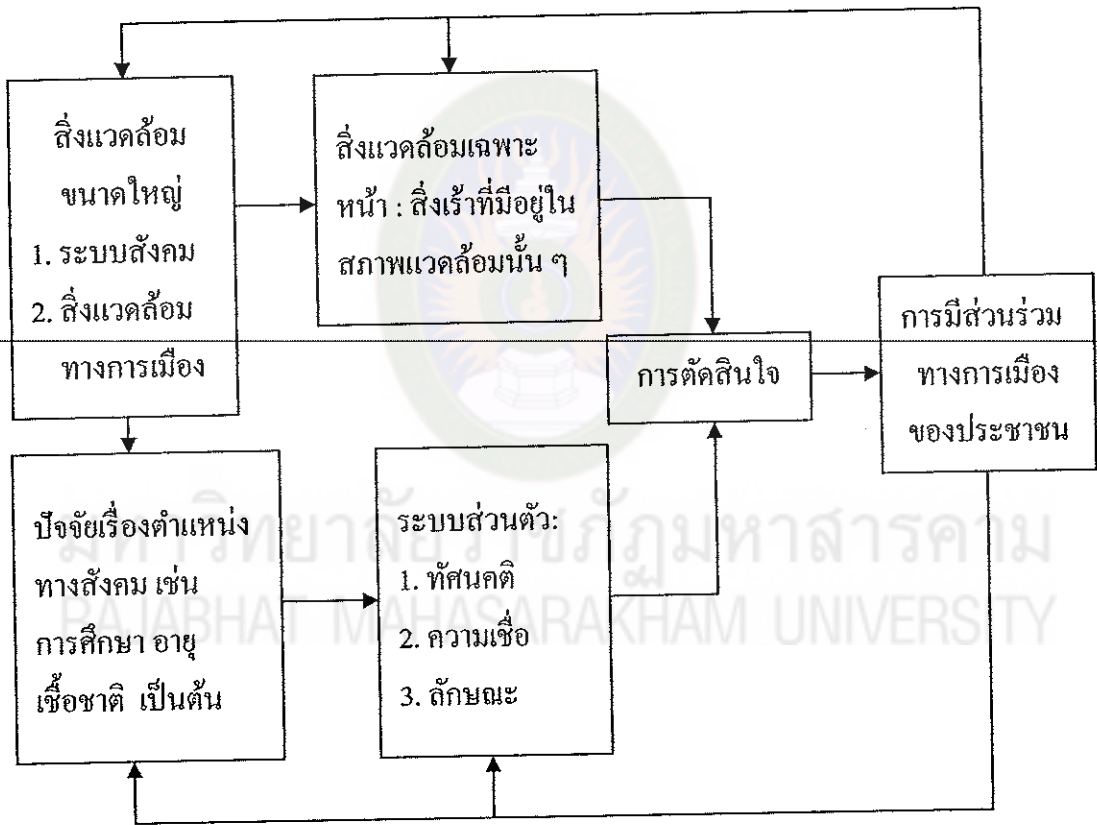 สิ่งแวดล้อม
ขนาดใหญ่
1. ระบบสังคม
2. สิ่งแวดล้อม
ทางการเมือง
สิ่งแวดล้อมเฉพาะ
หน้า : สิ่งเร้าที่มีอยู่ใน
สภาพแวดล้อมนั้น ๆ
การตัดสินใจ
การมีส่วนร่วม
ทางการเมือง
ของประชาชน
ปัจจัยเรื่องตำแหน่ง
ทางสังคม เช่น
การศึกษา อายุ
เชื้อชาติ เป็นต้น
ระบบส่วนตัว:
1. ทัศนคติ
2. ความเชื่อ
3. ลักษณะ
มหาวิทยาลัยราชภัฏมหาสารคาม
RAJABHAT MAHASARAKHAM UNIVERSITY